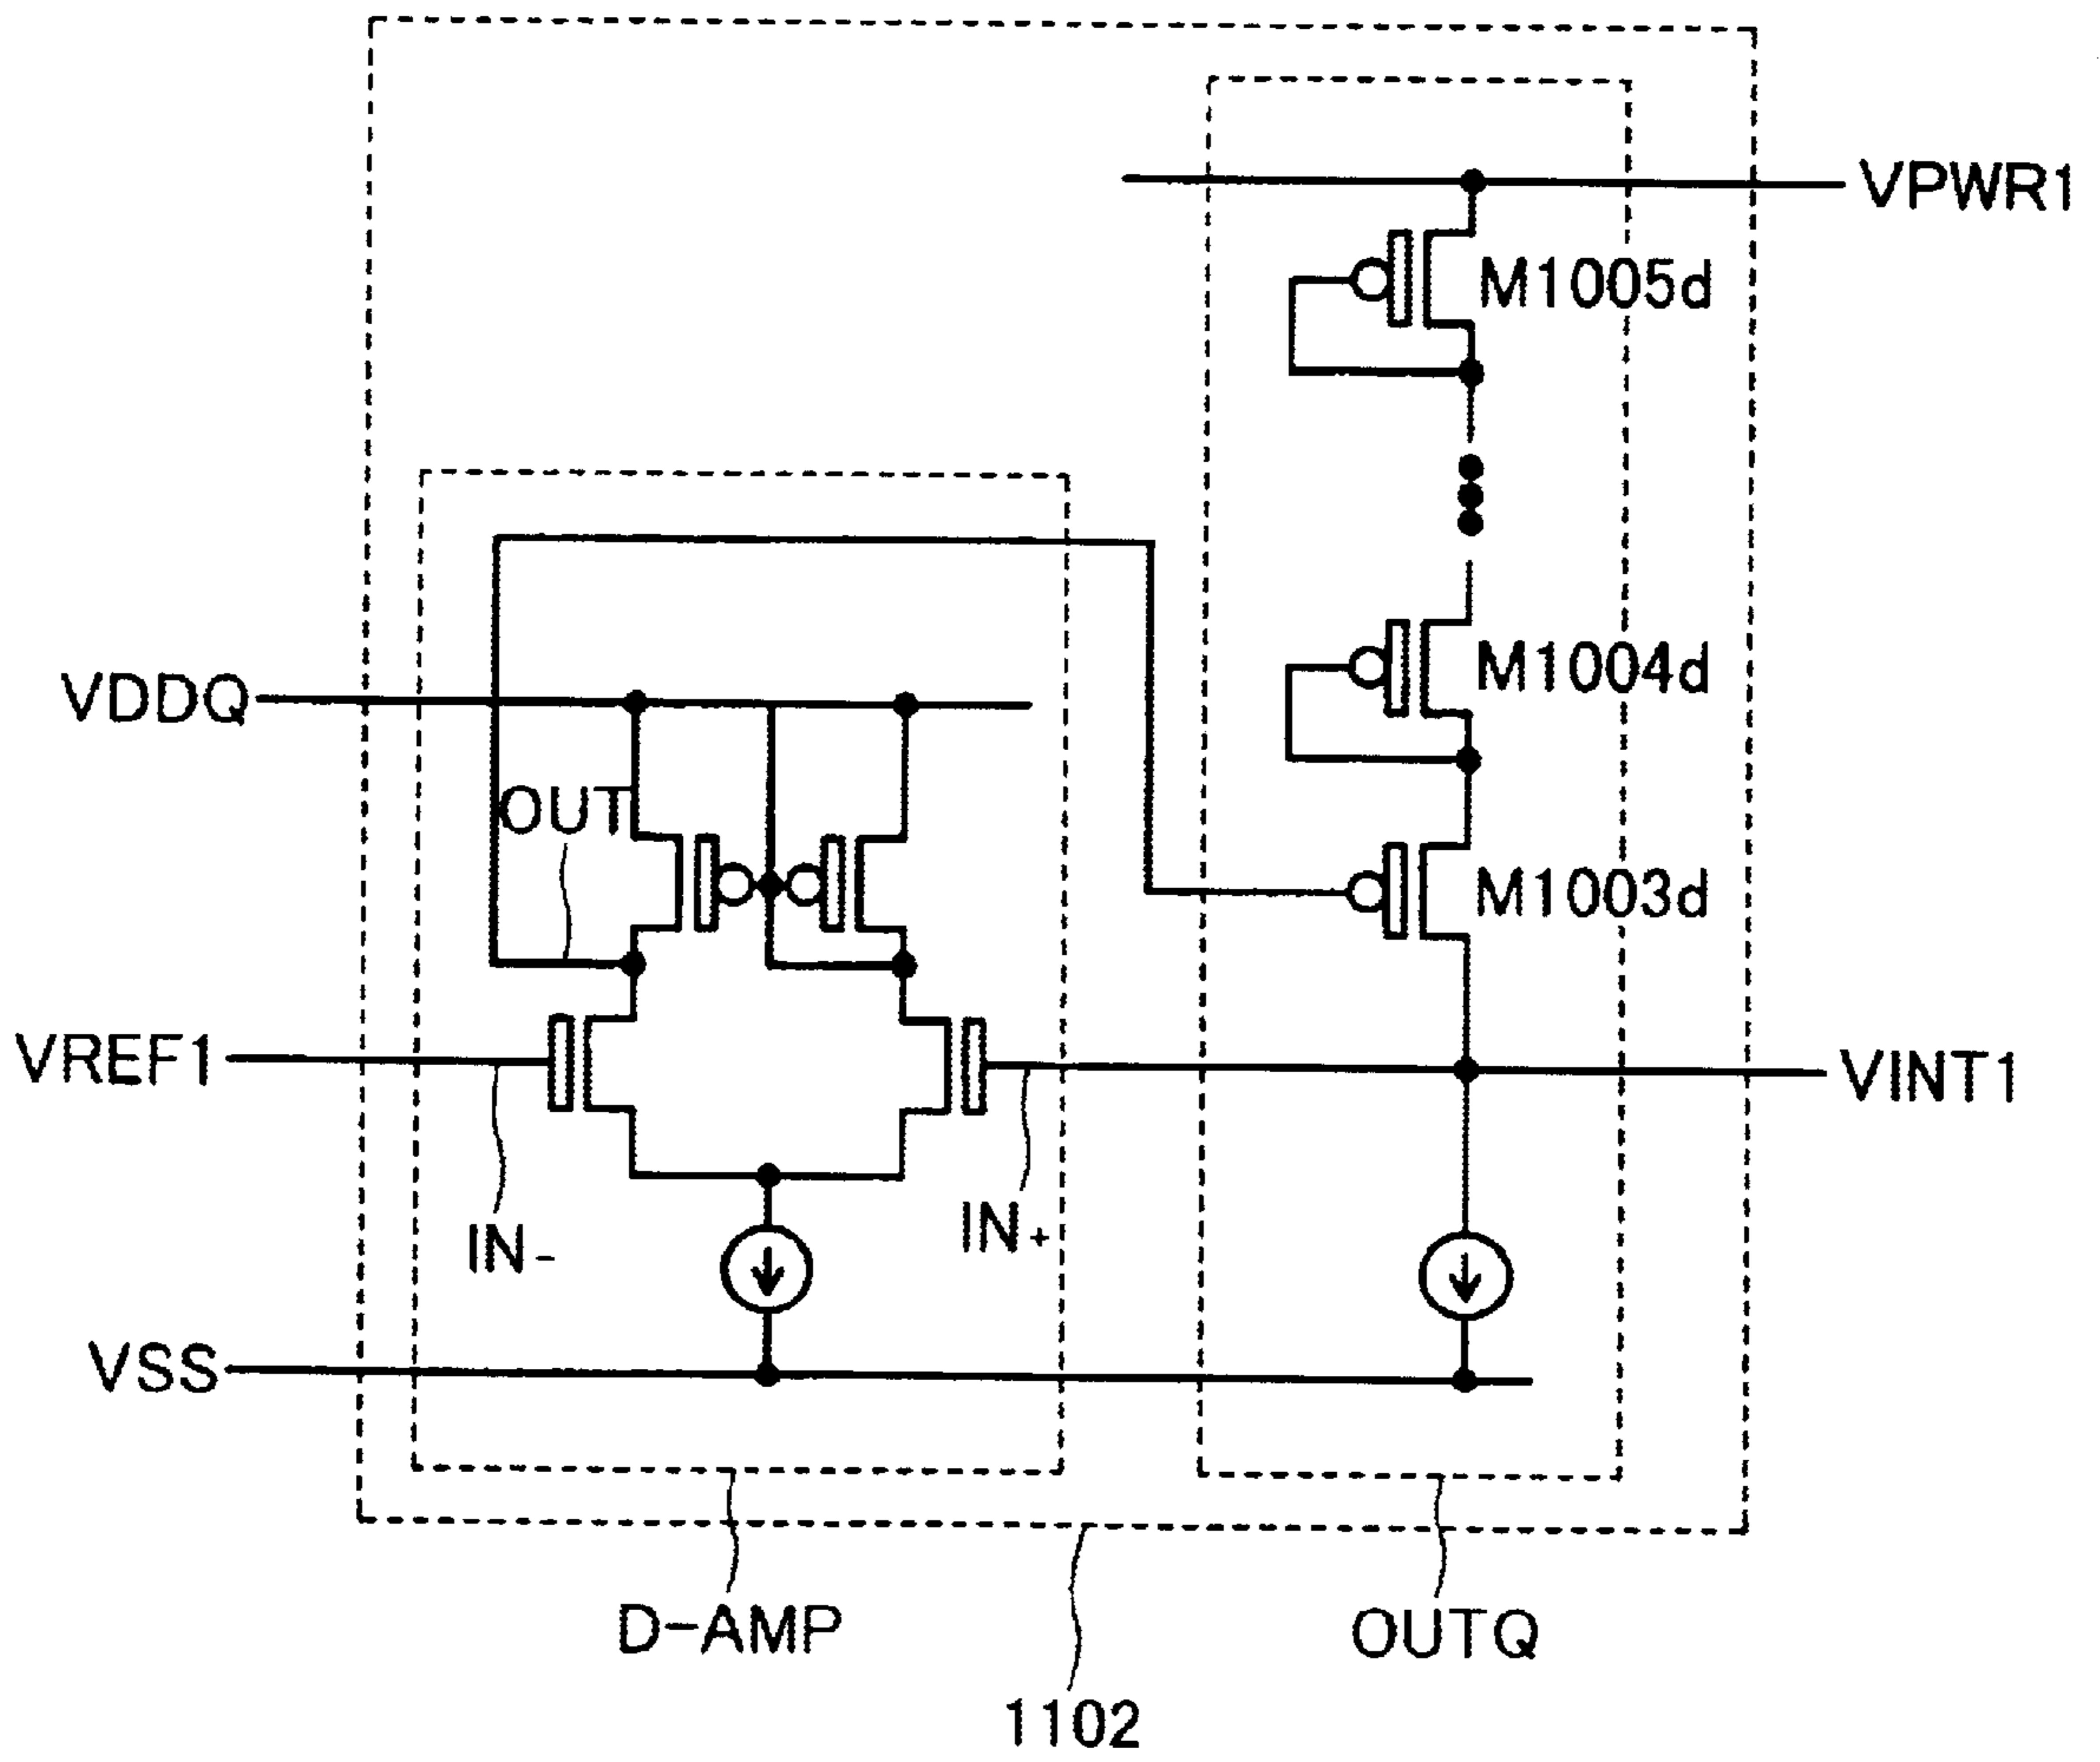 VPWR1
M1005d
M1004d
VDDQ
OUT
M1003d
VREF1
VINT1
IN-
IN+
VSS
D-AMP
OUTQ
1102